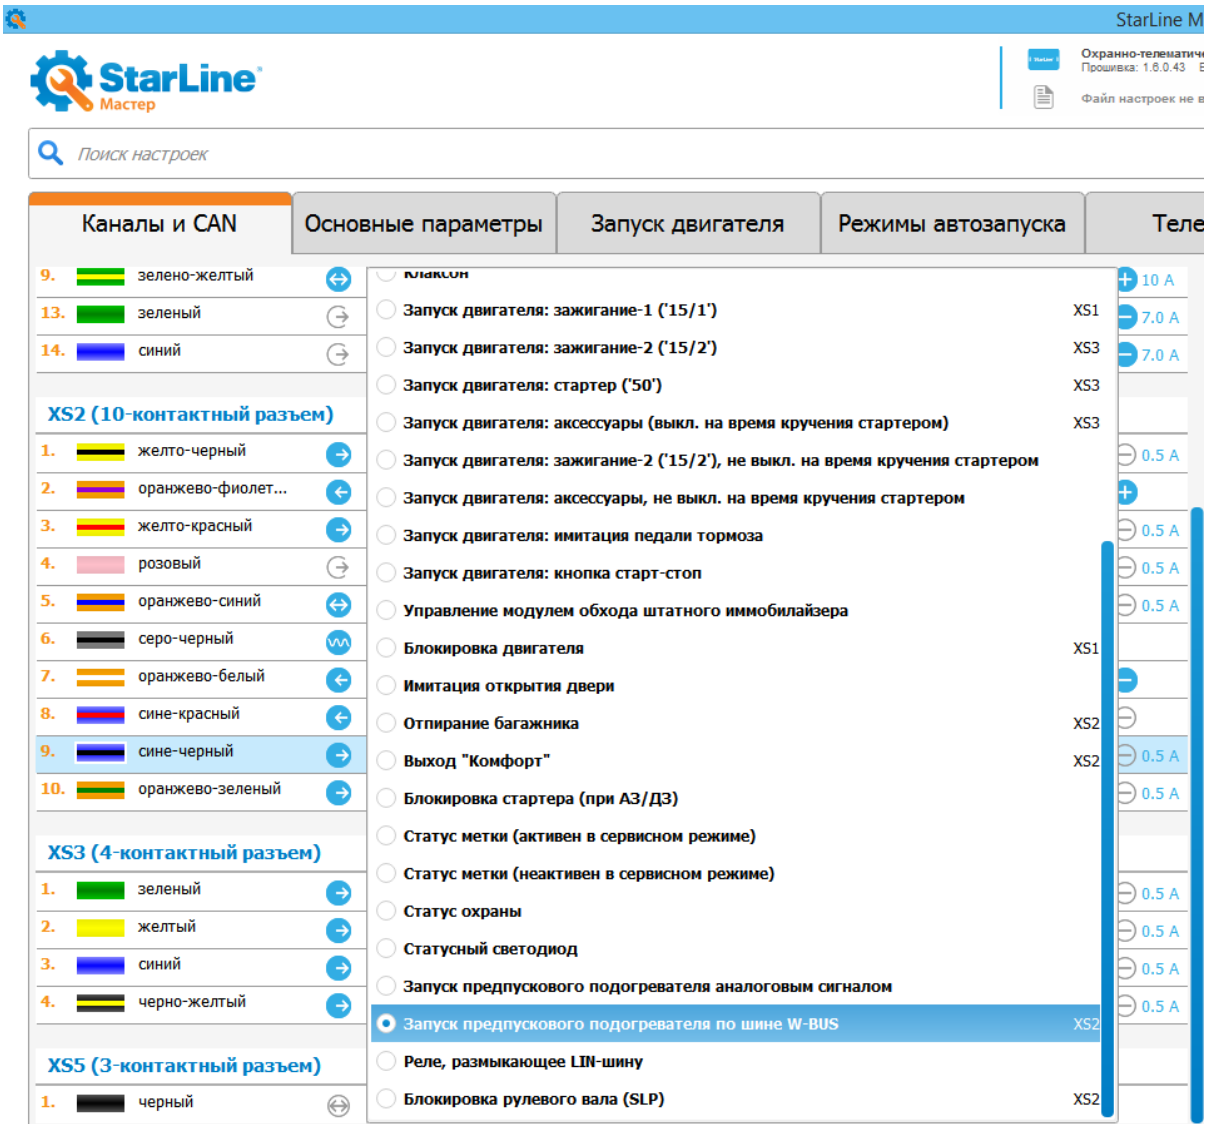 StarLine М
StarLine
Мастер
StarLine
Охранно-телематиче
Прошивка: 1.6.0.43
Файл настроек не в
Поиск настроек
Каналы и CAN
Основные параметры
Запуск двигателя
Режимы автозапуска
Теле
9. зелено-желтый 10 А
Клаксон
13. зеленый 7.0 А
Запуск двигателя: зажигание-1 ('15/1') XS1
14. синий 7.0 А
Запуск двигателя: зажигание-2 ('15/2') XS3
Запуск двигателя: стартер ('50') XS3
XS2 (10-контактный разъем)
Запуск двигателя: аксессуары (выкл. на время кручения стартером) XS3
1. желто-черный 0.5 А
Запуск двигателя: зажигание-2 ('15/2'), не выкл. на время кручения стартером
2. оранжево-фиолет...
Запуск двигателя: аксессуары, не выкл. на время кручения стартером
3. желто-красный 0.5 А
Запуск двигателя: имитация педали тормоза
4. розовый 0.5 А
Запуск двигателя: кнопка старт-стоп
5. оранжево-синий 0.5 А
Управление модулем обхода штатного иммобилайзера
6. серо-черный
Блокировка двигателя XS1
7. оранжево-белый
Имитация открытия двери
8. сине-красный
Отпирание багажника XS2
9. сине-черный 0.5 А
Выход "Комфорт" XS2
10. оранжево-зеленый 0.5 А
Блокировка стартера (при АЗ/ДЗ)
Статус метки (активен в сервисном режиме)
XS3 (4-контактный разъем)
Статус метки (неактивен в сервисном режиме)
1. зеленый 0.5 А
Статус охраны
2. желтый 0.5 А
Статусный светодиод
3. синий 0.5 А
Запуск предпускового подогревателя аналоговым сигналом
4. черно-желтый 0.5 А
Запуск предпускового подогревателя по шине W-BUS XS2
XS5 (3-контактный разъем)
Реле, размыкающее LIN-шину
1. черный
Блокировка рулевого вала (SLP) XS2